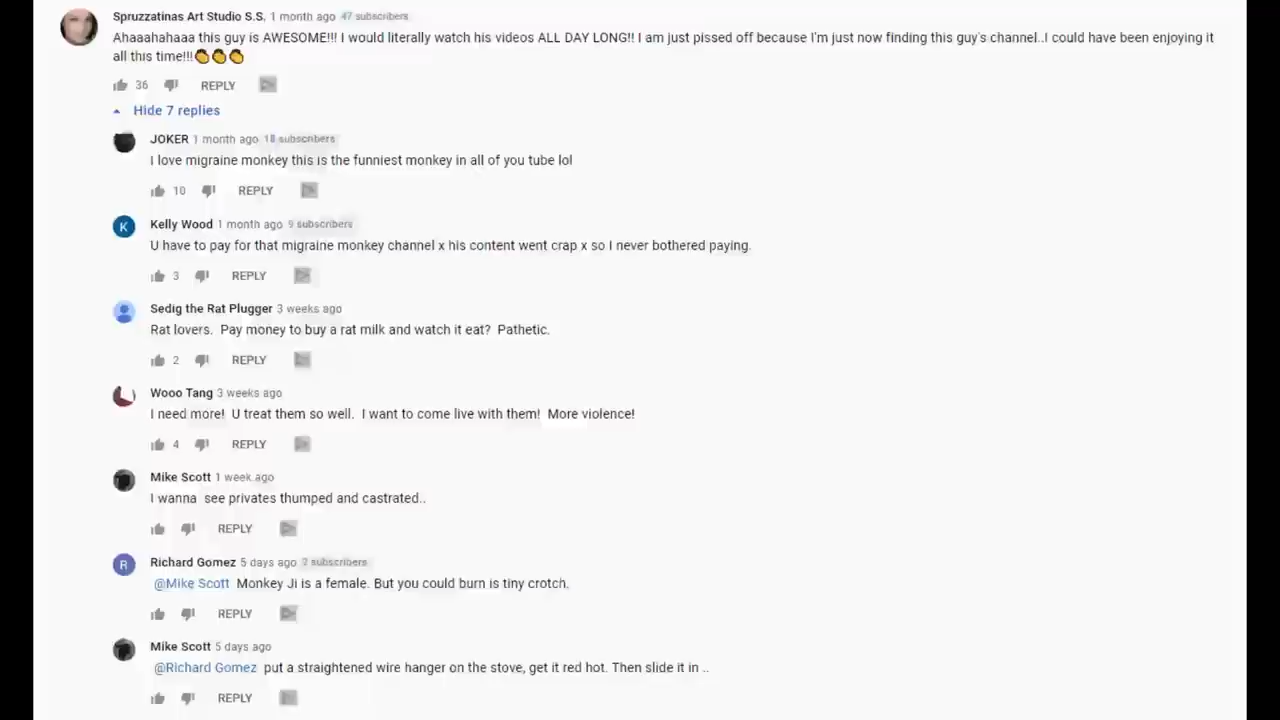 Spruzzatinas Art Studio S.S. 1 month ago 47 subscribers
Ahaaahahaaa this guy is AWESOME!!! I would literally watch his videos ALL DAY LONG!! I am just pissed off because I'm just now finding this guy's channel..I could have been enjoying it
all this time!!!👏👏👏
36 REPLY
Hide 7 replies
JOKER 1 month ago 18 subscribers
I love migraine monkey this is the funniest monkey in all of you tube lol
10 REPLY
K Kelly Wood 1 month ago 9 subscribers
U have to pay for that migraine monkey channel x his content went crap x so I never bothered paying.
3 REPLY
Sedig the Rat Plugger 3 weeks ago
Rat lovers. Pay money to buy a rat milk and watch it eat? Pathetic.
2 REPLY
Wooo Tang 3 weeks ago
I need more! U treat them so well. I want to come live with them! More violence!
4 REPLY
Mike Scott 1 week ago
I wanna see privates thumped and castrated..
REPLY
R Richard Gomez 5 days ago 2 subscribers
@Mike Scott Monkey Ji is a female. But you could burn is tiny crotch.
REPLY
Mike Scott 5 days ago
@Richard Gomez put a straightened wire hanger on the stove, get it red hot. Then slide it in ..
REPLY